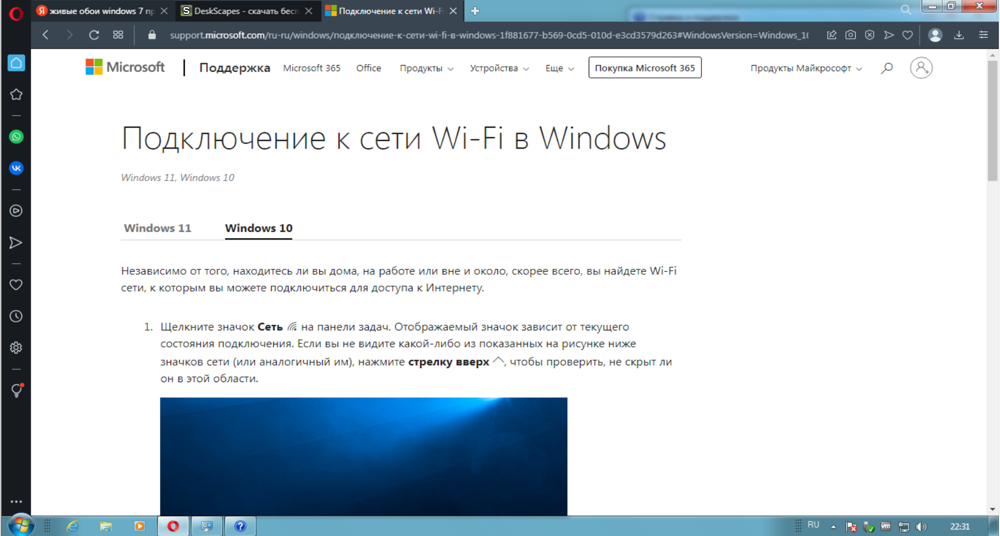 живые обои windows 7 пр
DeskScapes - скачать бесп
Подключение к сети Wi-Fi
support.microsoft.com/ru-ru/windows/подключение-к-сети-wi-fi-в-windows-1f881677-b569-0cd5-010d-e3cd3579d263#WindowsVersion=Windows_10
Microsoft
Поддержка
Microsoft 365
Office
Продукты
Устройства
Еще
Покупка Microsoft 365
Продукты Майкрософт
Подключение к сети Wi-Fi в Windows
Windows 11, Windows 10
Windows 11
Windows 10
Независимо от того, находитесь ли вы дома, на работе или вне и около, скорее всего, вы найдете Wi-Fi
сети, к которым вы можете подключиться для доступа к Интернету.
1. Щелкните значок Сеть на панели задач. Отображаемый значок зависит от текущего
состояния подключения. Если вы не видите какой-либо из показанных на рисунке ниже
значков сети (или аналогичный им), нажмите стрелку вверх , чтобы проверить, не скрыт ли
он в этой области.
RU
22:31